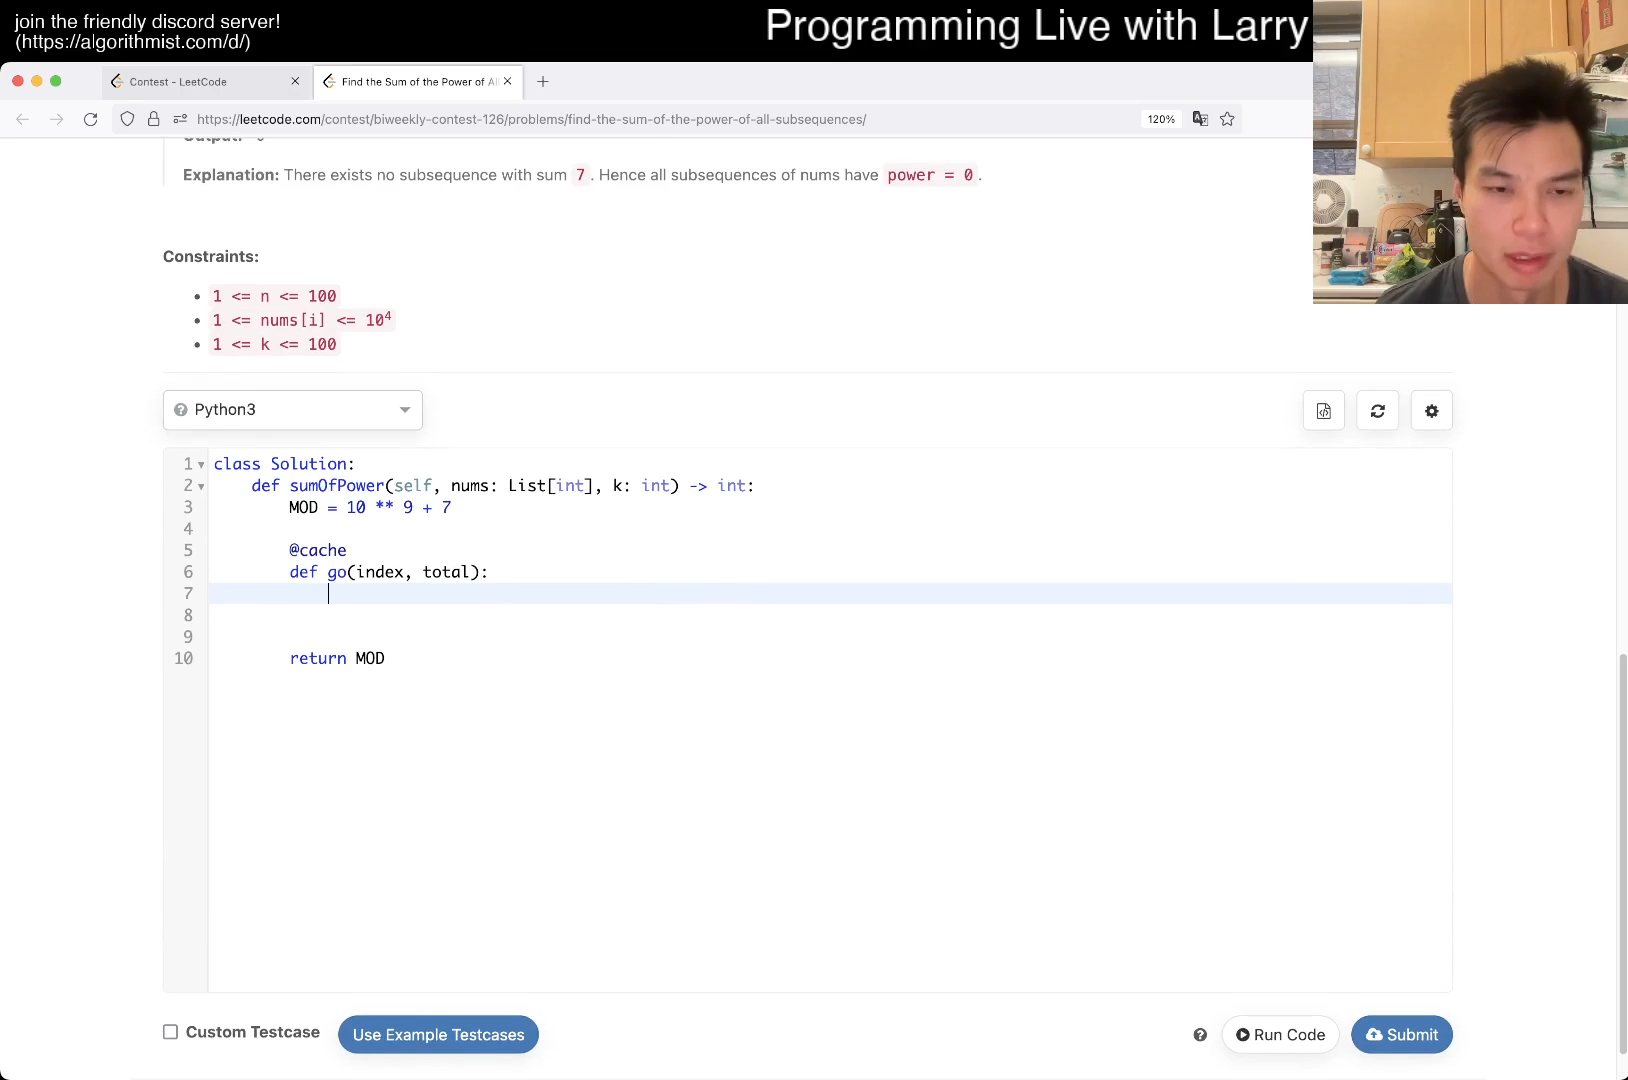 join the friendly discord server!
(https://algorithmist.com/d/)
Programming Live with Larry
Contest - LeetCode
Find the Sum of the Power of All
https://leetcode.com/contest/biweekly-contest-126/problems/find-the-sum-of-the-power-of-all-subsequences/
120%
Explanation: There exists no subsequence with sum 7. Hence all subsequences of nums have power = 0.
Constraints:
1 <= n <= 100
1 <= nums[i] <= 10⁴
1 <= k <= 100
Python3
1 class Solution:
2 def sumOfPower(self, nums: List[int], k: int) -> int:
3 MOD = 10 ** 9 + 7
4
5 @cache
6 def go(index, total):
7
8
9
10 return MOD
Custom Testcase
Use Example Testcases
Run Code
Submit